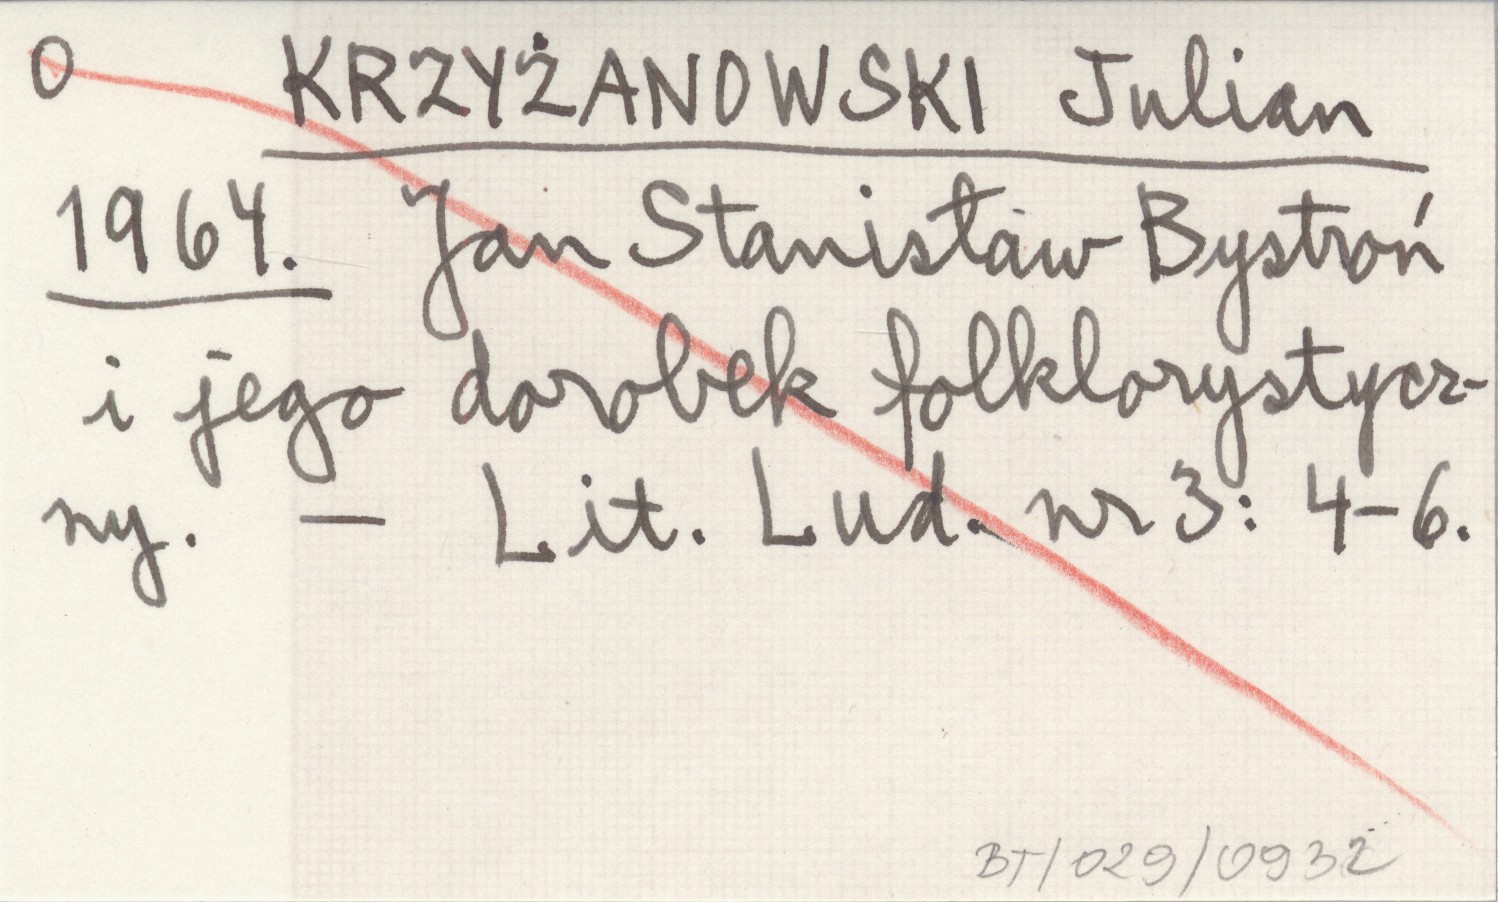 O KRZYŻANOWSKI Julian
1964. Jan Stanisław Bystroń
i jego dorobek folklorystycz-
ny. — Lit. Lud. nr 3: 4-6.
BT/029/0932